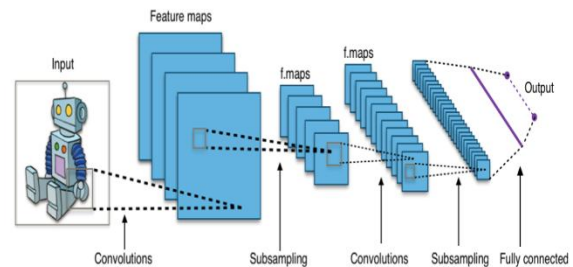 Feature maps
f.maps
Input
f.maps
Output
Convolutions
Subsampling
Convolutions
Subsampling
Fully connected